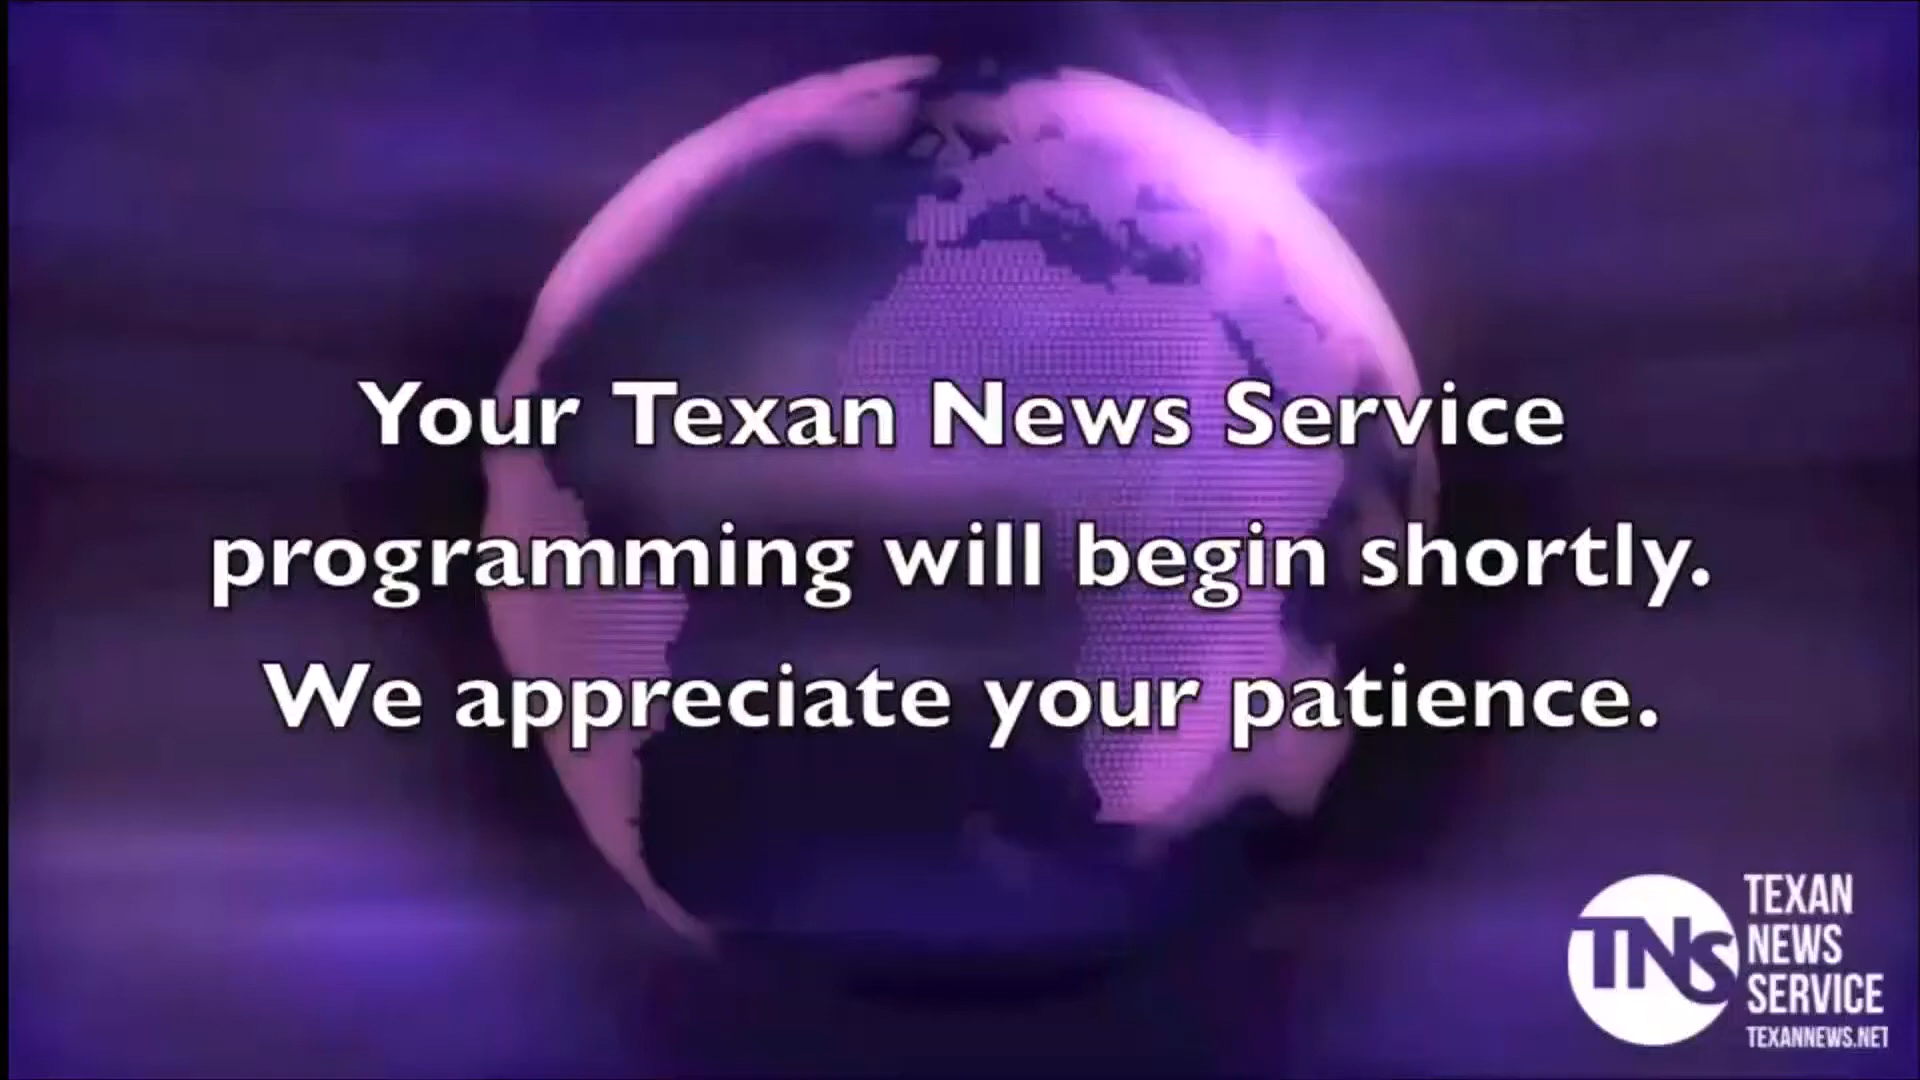 Your Texan News Service
programming will begin shortly.
We appreciate your patience.
TNS
TEXAN
NEWS
SERVICE
TEXANNEWS.NET